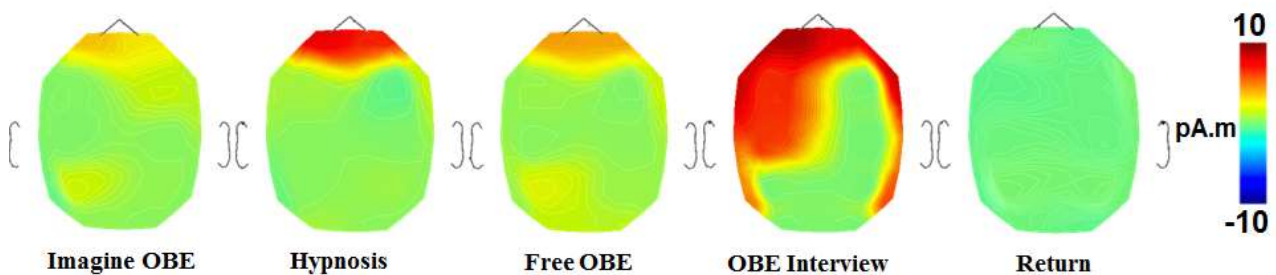 10
pA.m
-10
Imagine OBE
Hypnosis
Free OBE
OBE Interview
Return